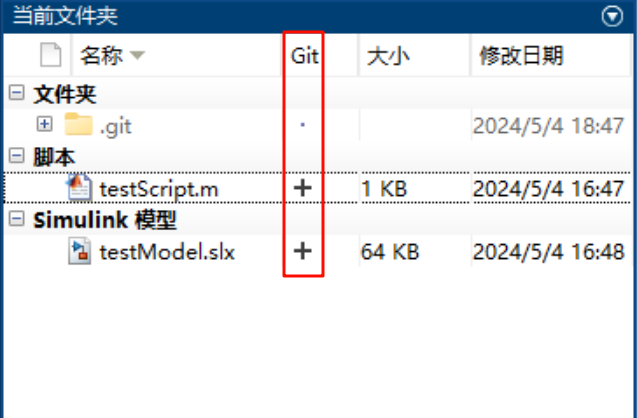 当前文件夹
名称 Git 大小 修改日期
文件夹
.git · 2024/5/4 18:47
脚本
testScript.m + 1 KB 2024/5/4 16:47
Simulink 模型
testModel.slx + 64 KB 2024/5/4 16:48